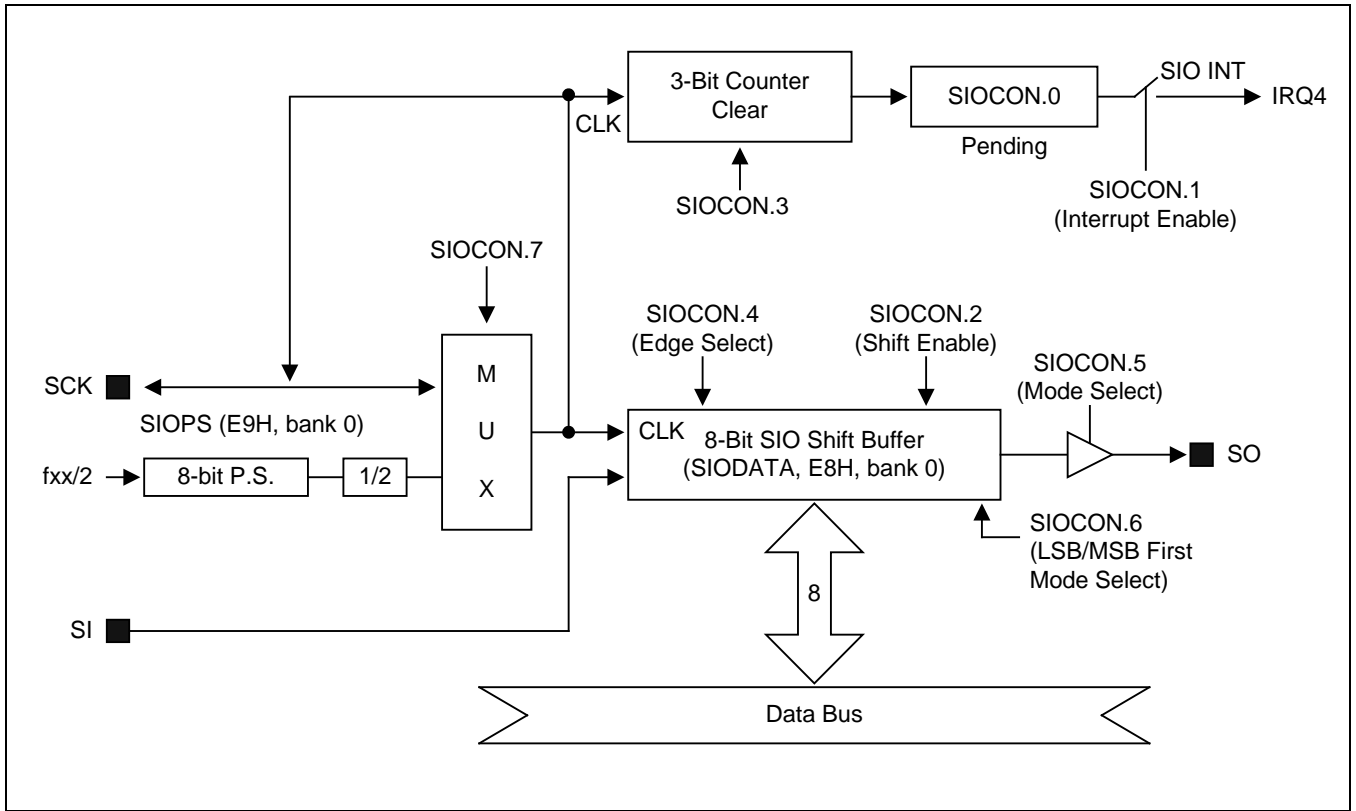 3-Bit Counter
Clear
CLK
SIOCON.3
SIOCON.0
Pending
SIO INT
IRQ4
SIOCON.1
(Interrupt Enable)
SIOCON.7
SIOCON.4
(Edge Select)
SIOCON.2
(Shift Enable)
SIOCON.5
(Mode Select)
SCK
SIOPS (E9H, bank 0)
fxx/2
8-bit P.S.
1/2
M
U
X
CLK
8-Bit SIO Shift Buffer
(SIODATA, E8H, bank 0)
SO
SIOCON.6
(LSB/MSB First
Mode Select)
SI
8
Data Bus